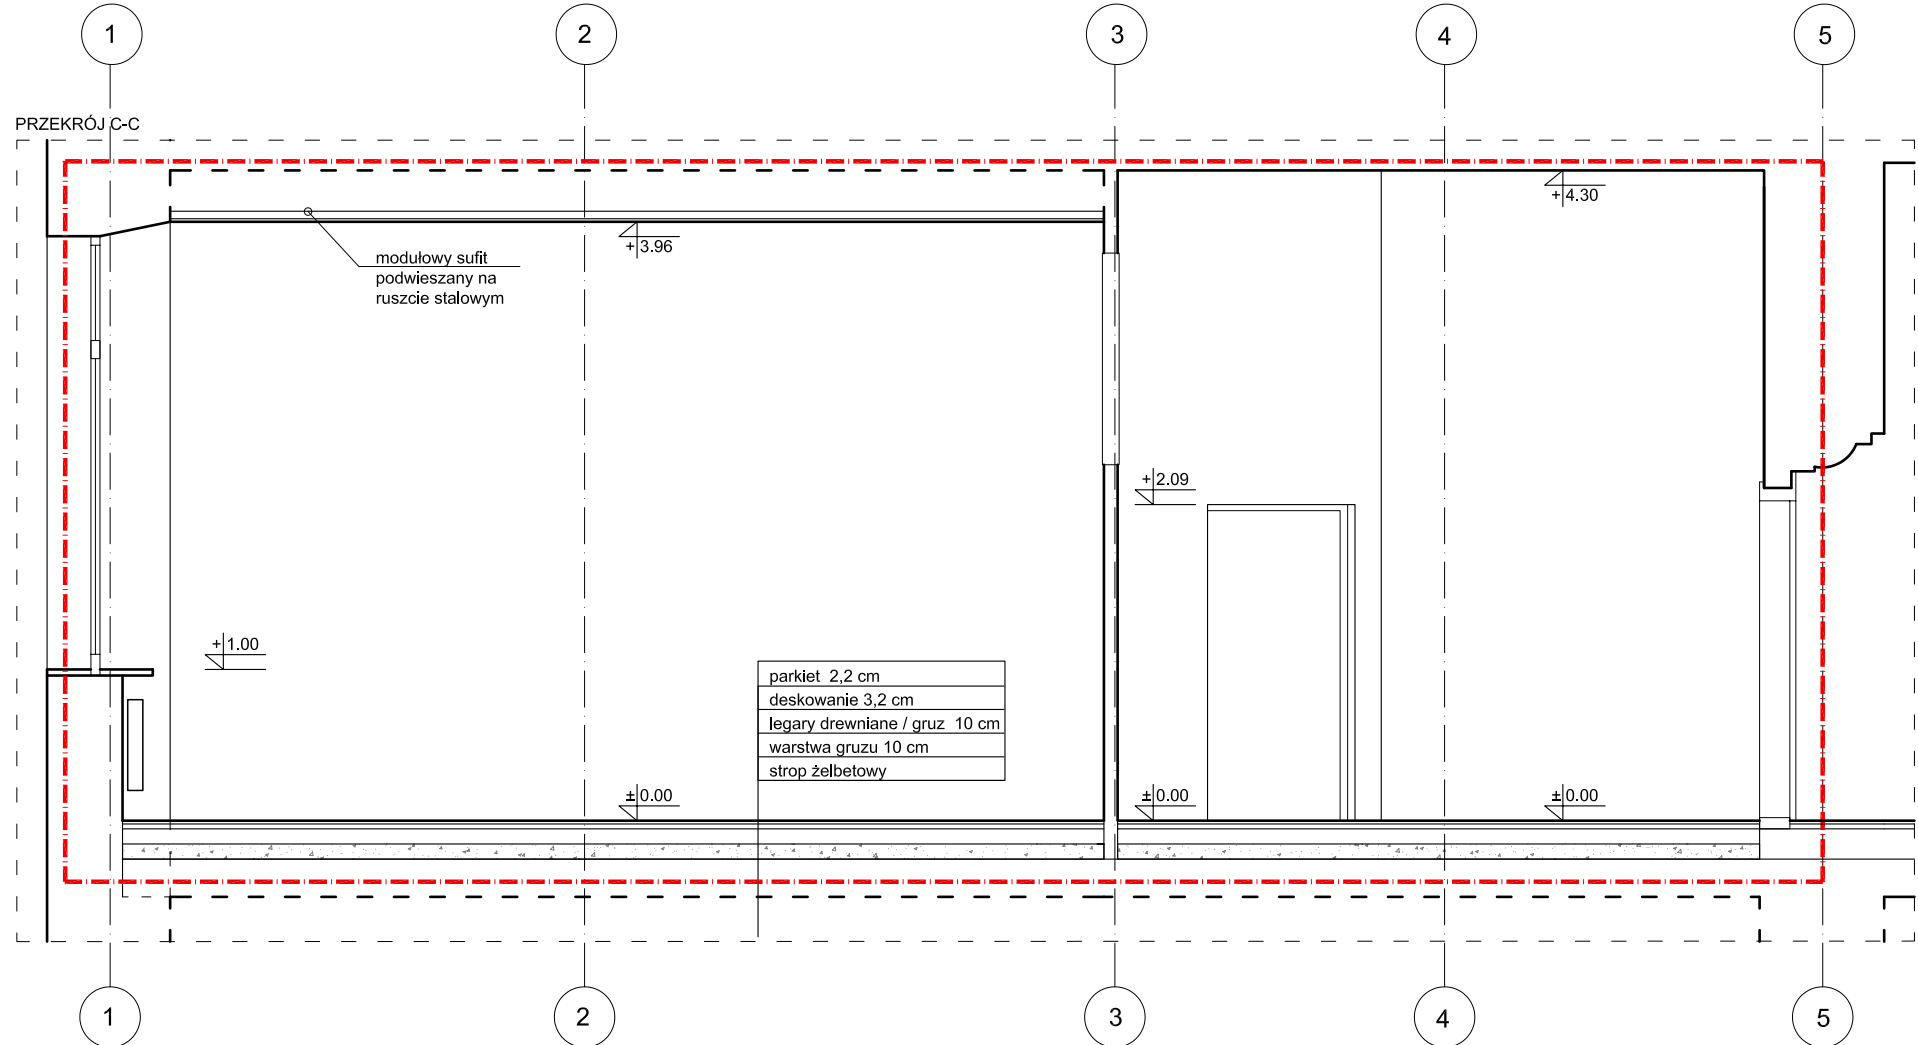 1
2
3
4
5
PRZEKRÓJ C-C
+4.30
+3.96
modułowy sufit
podwieszany na
ruszcie stalowym
+2.09
+1.00
parkiet 2,2 cm
deskowanie 3,2 cm
legary drewniane / gruz 10 cm
warstwa gruzu 10 cm
strop żelbetowy
±0.00
±0.00
±0.00
1
2
3
4
5